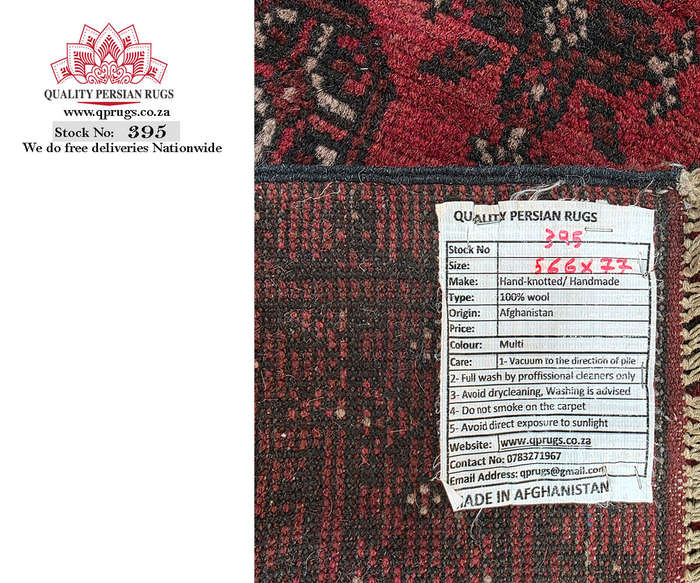 QUALITY PERSIAN RUGS
www.qprugs.co.za
Stock No: 395
We do free deliveries Nationwide
QUALITY PERSIAN RUGS
Stock No 395
Size: 566x77
Make: Hand-knotted/ Handmade
Type: 100% wool
Origin: Afghanistan
Price:
Colour: Multi
Care: 1- Vacuum to the direction of pile
2- Full wash by proffissional cleaners only
3- Avoid drycleaning, Washing is advised
4- Do not smoke on the carpet
5- Avoid direct exposure to sunlight
Website: www.qprugs.co.za
Contact No: 0783271967
Email Address: qprugs@gmail.com
MADE IN AFGHANISTAN